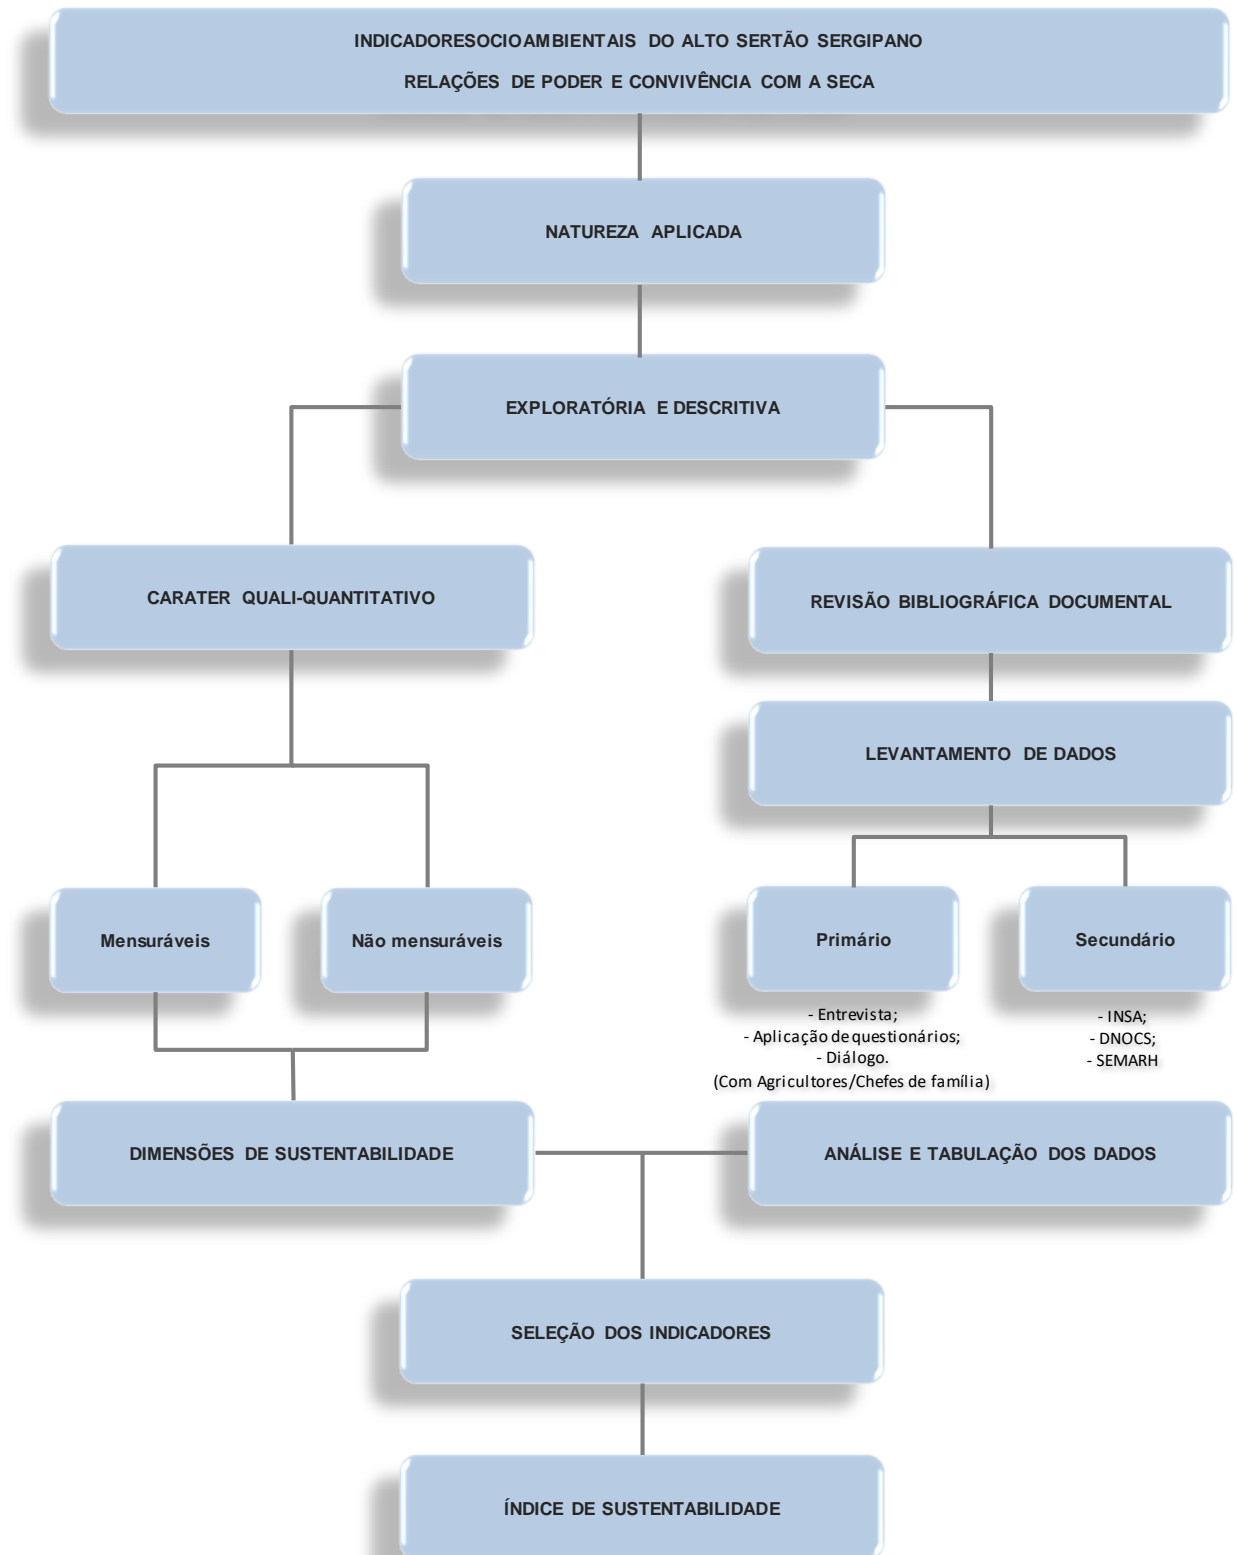 INDICADORESOCIOAMBIENTAIS DO ALTO SERTÃO SERGIPANO
RELAÇÕES DE PODER E CONVIVÊNCIA COM A SECA
NATUREZA APLICADA
EXPLORATÓRIA E DESCRITIVA
CARATER QUALI-QUANTITATIVO
REVISÃO BIBLIOGRÁFICA DOCUMENTAL
LEVANTAMENTO DE DADOS
Mensuráveis
Não mensuráveis
Primário
Secundário
- Entrevista;
- Aplicação de questionários;
- Diálogo.
(Com Agricultores/Chefes de família)
- INSA;
- DNOCS;
- SEMARH
DIMENSÕES DE SUSTENTABILIDADE
ANÁLISE E TABULAÇÃO DOS DADOS
SELEÇÃO DOS INDICADORES
ÍNDICE DE SUSTENTABILIDADE